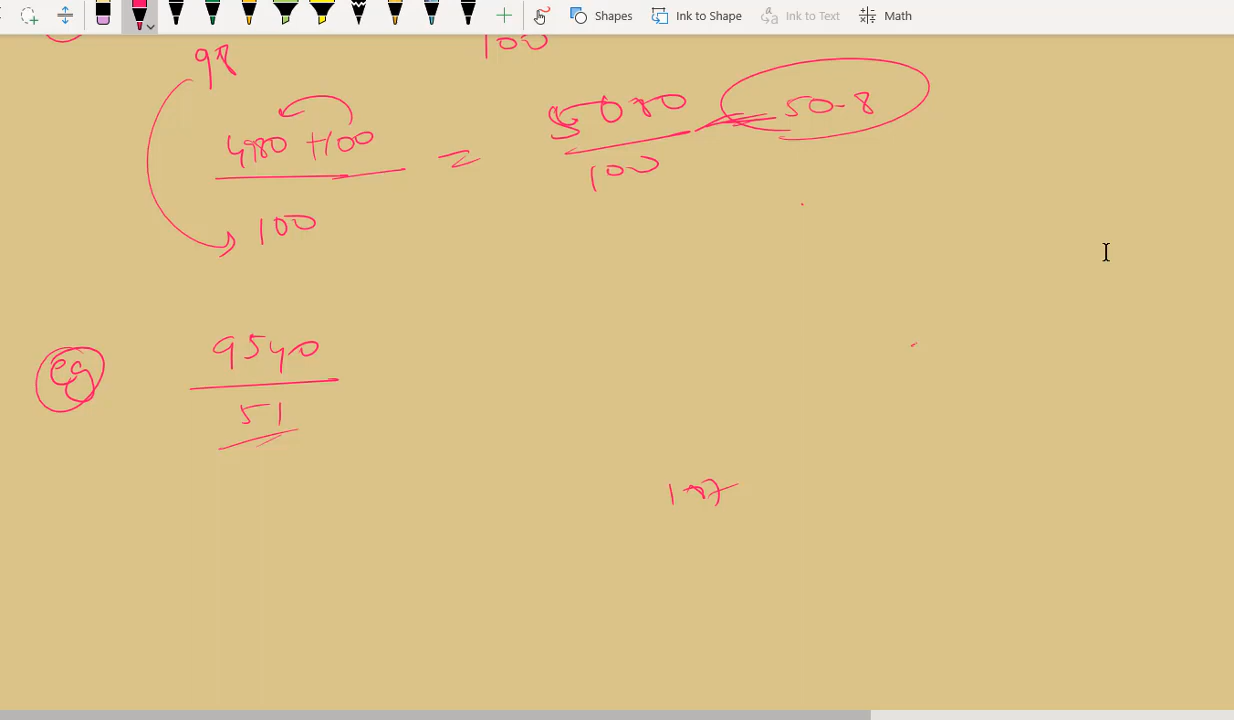 Shapes Ink to Shape Ink to Text Math
98 100
4980 +100 = 5080 = 50-8
100 100
eg 9540
51
187